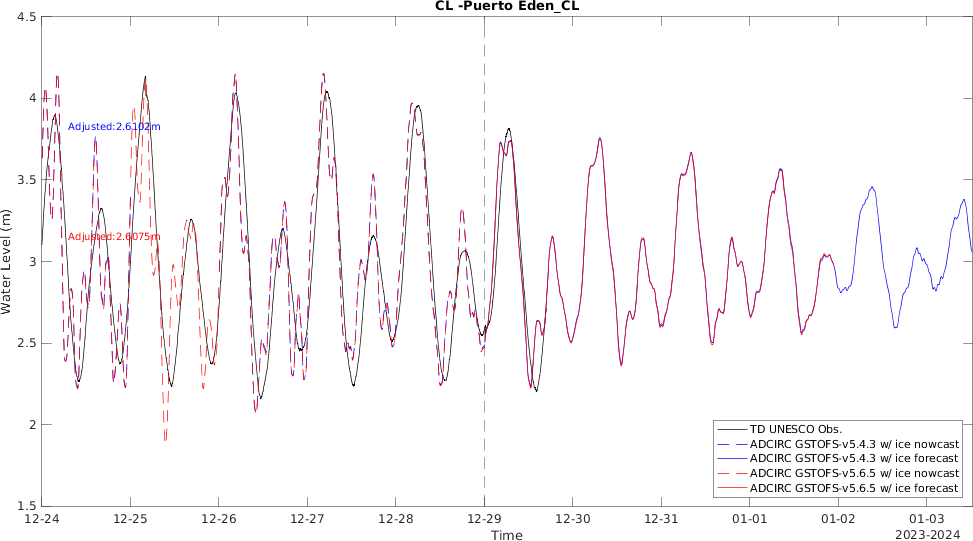 CL -Puerto Eden_CL
4.5
4
3.5
3
2.5
2
1.5
Water Level (m)
Adjusted:2.6102m
Adjusted:2.6075m
TD UNESCO Obs.
ADCIRC GSTOFS-v5.4.3 w/ ice nowcast
ADCIRC GSTOFS-v5.4.3 w/ ice forecast
ADCIRC GSTOFS-v5.6.5 w/ ice nowcast
ADCIRC GSTOFS-v5.6.5 w/ ice forecast
12-24 12-25 12-26 12-27 12-28 12-29 12-30 12-31 01-01 01-02 01-03
Time
2023-2024